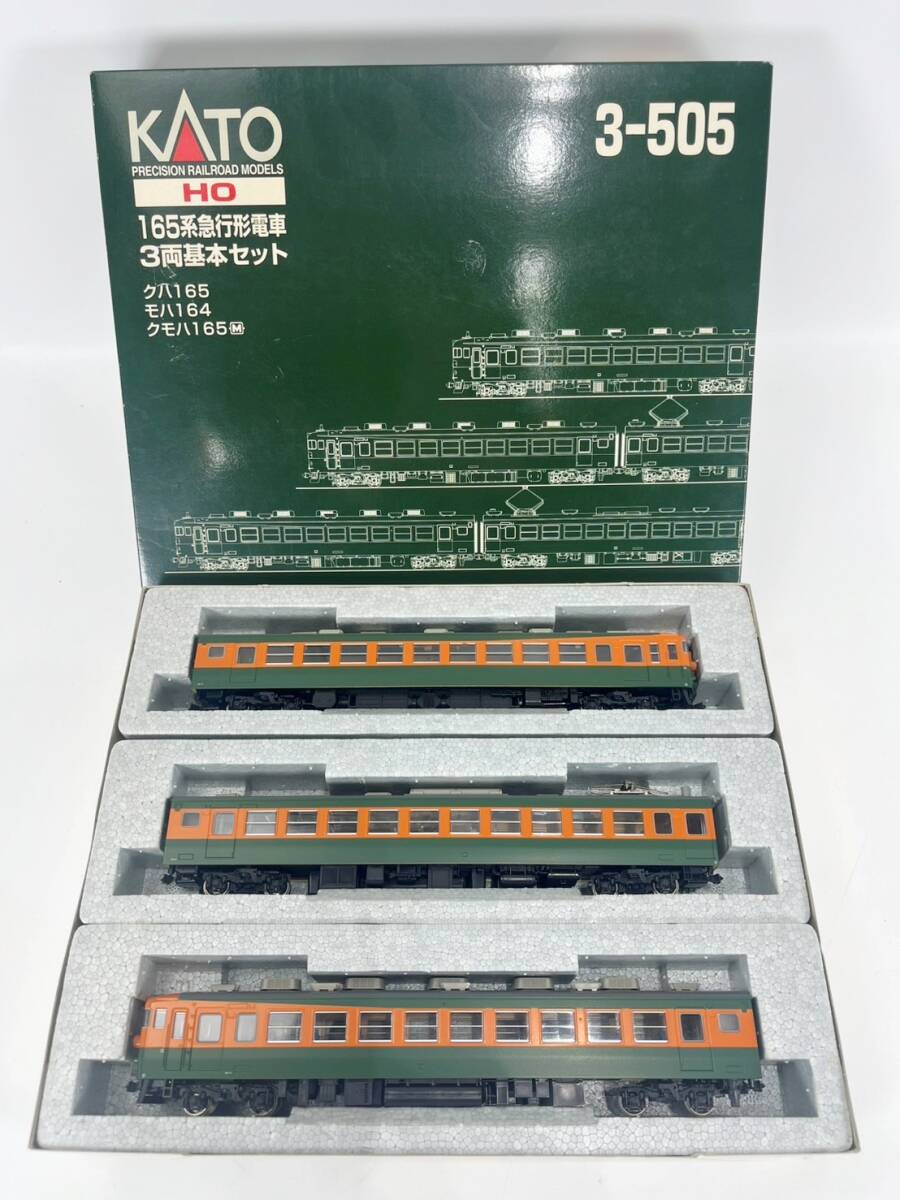 KATO
PRECISION RAILROAD MODELS
HO
3-505
165系急行形電車
3両基本セット
クハ165
モハ164
クモハ165 M